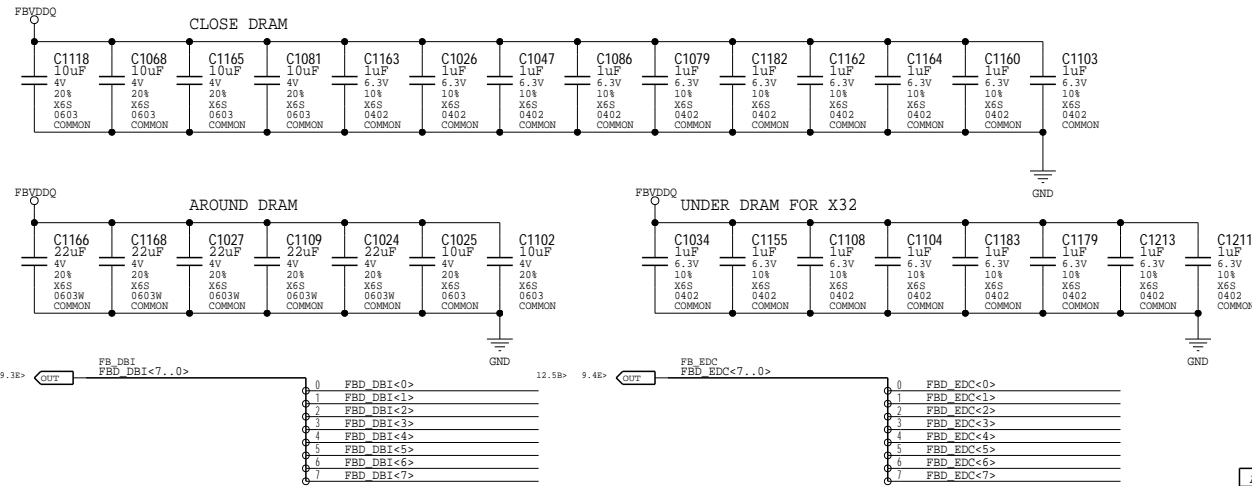 FBVDDQ
CLOSE DRAM
C1118 C1068 C1165 C1081 C1163 C1026 C1047 C1086 C1079 C1182 C1162 C1164 C1160 C1103
10uF 10uF 10uF 10uF 1uF 1uF 1uF 1uF 1uF 1uF 1uF 1uF 1uF 1uF
4V 4V 4V 4V 6.3V 6.3V 6.3V 6.3V 6.3V 6.3V 6.3V 6.3V 6.3V 6.3V
20% 20% 20% 20% 10% 10% 10% 10% 10% 10% 10% 10% 10% 10%
X6S X6S X6S X6S X6S X6S X6S X6S X6S X6S X6S X6S X6S X6S
0603 0603 0603 0603 0402 0402 0402 0402 0402 0402 0402 0402 0402 0402
COMMON COMMON COMMON COMMON COMMON COMMON COMMON COMMON COMMON COMMON COMMON COMMON COMMON COMMON
GND
FBVDDQ
AROUND DRAM
C1166 C1168 C1027 C1109 C1024 C1025 C1102
22uF 22uF 22uF 22uF 22uF 10uF 10uF
4V 4V 4V 4V 4V 4V 4V
20% 20% 20% 20% 20% 20% 20%
X6S X6S X6S X6S X6S X6S X6S
0603W 0603W 0603W 0603W 0603W 0603 0603
COMMON COMMON COMMON COMMON COMMON COMMON COMMON
GND
FBVDDQ
UNDER DRAM FOR X32
C1034 C1155 C1108 C1104 C1183 C1179 C1213 C1211
1uF 1uF 1uF 1uF 1uF 1uF 1uF 1uF
6.3V 6.3V 6.3V 6.3V 6.3V 6.3V 6.3V 6.3V
10% 10% 10% 10% 10% 10% 10% 10%
X6S X6S X6S X6S X6S X6S X6S X6S
0402 0402 0402 0402 0402 0402 0402 0402
COMMON COMMON COMMON COMMON COMMON COMMON COMMON COMMON
GND
9.3E> OUT
FB_DBI
FBD_DBI<7..0>
0 FBD_DBI<0>
1 FBD_DBI<1>
2 FBD_DBI<2>
3 FBD_DBI<3>
4 FBD_DBI<4>
5 FBD_DBI<5>
6 FBD_DBI<6>
7 FBD_DBI<7>
12.5B> 9.4E> OUT
FB_EDC
FBD_EDC<7..0>
0 FBD_EDC<0>
1 FBD_EDC<1>
2 FBD_EDC<2>
3 FBD_EDC<3>
4 FBD_EDC<4>
5 FBD_EDC<5>
6 FBD_EDC<6>
7 FBD_EDC<7>